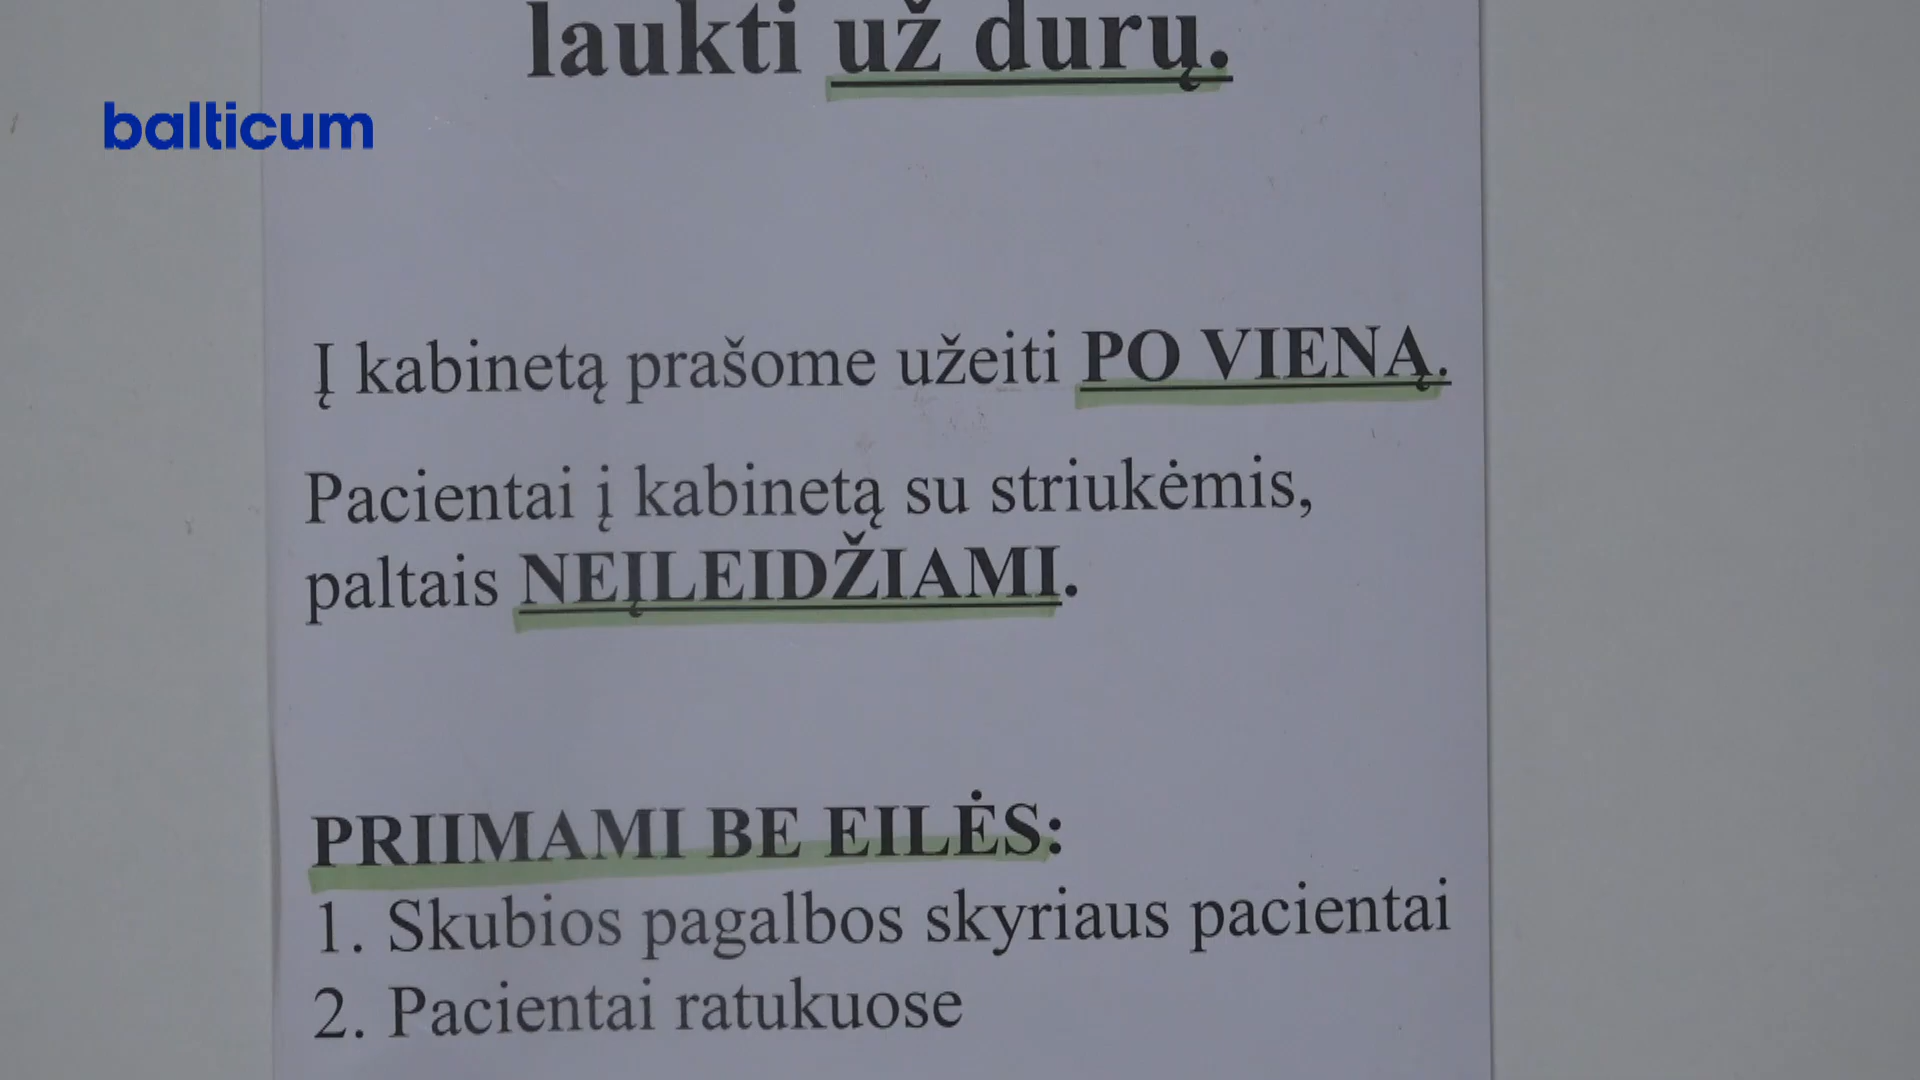 laukti už durų.
balticum
Į kabinetą prašome užeiti PO VIENĄ.
Pacientai į kabinetą su striukėmis,
paltais NEĮLEIDŽIAMI.
PRIIMAMI BE EILĖS:
1. Skubios pagalbos skyriaus pacientai
2. Pacientai ratukuose